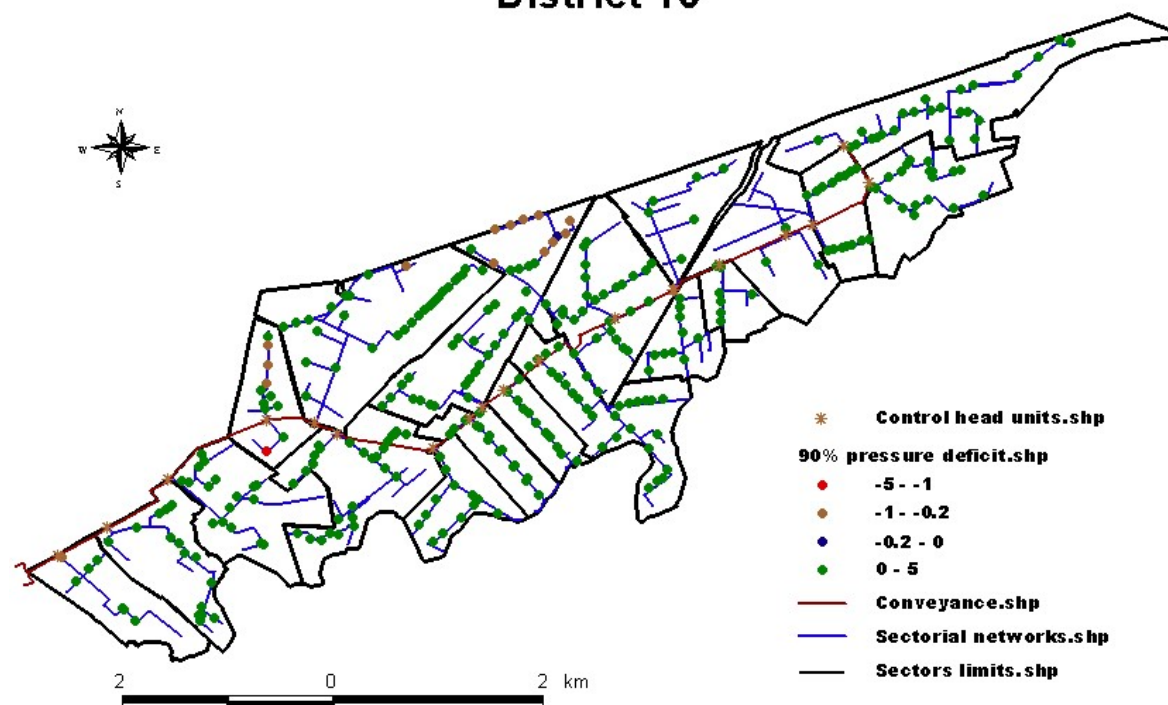 District 10
N
W E
S
Control head units.shp
90% pressure deficit.shp
-5 - -1
-1 - -0.2
-0.2 - 0
0 - 5
Conveyance.shp
Sectorial networks.shp
Sectors limits.shp
2 0 2 km